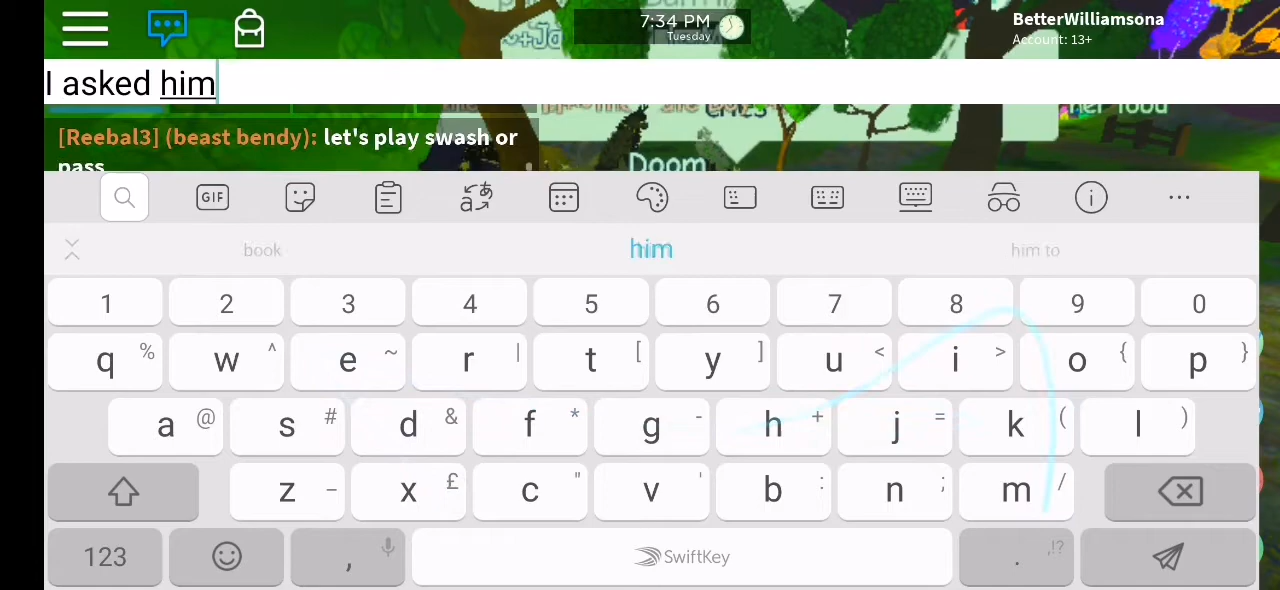 7:34 PM
Tuesday
BetterWilliamsona
Account: 13+
I asked him
[Reebal3] (beast bendy): let's play swash or
pass
Doom
GIF
book
him
him to
1 2 3 4 5 6 7 8 9 0
q % w ^ e ~ r | t [ y ] u < i > o { p }
a @ s # d & f * g - h + j = k ( l )
z _ x £ c " v ' b : n ; m /
123 , SwiftKey . ,!?